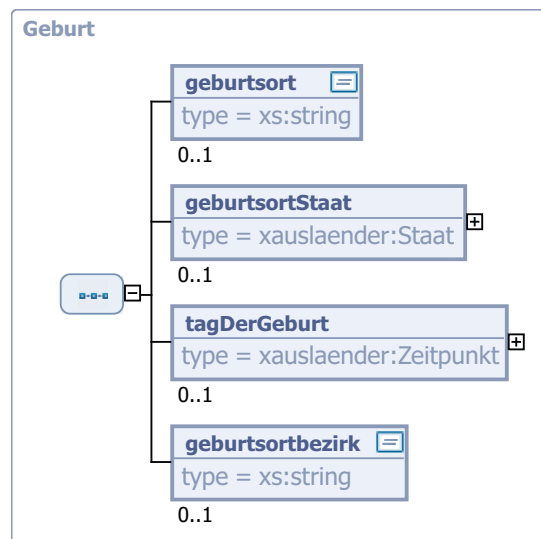 Geburt
geburtsort
type = xs:string
0..1
geburtsortStaat
type = xauslaender:Staat
0..1
tagDerGeburt
type = xauslaender:Zeitpunkt
0..1
geburtsortbezirk
type = xs:string
0..1